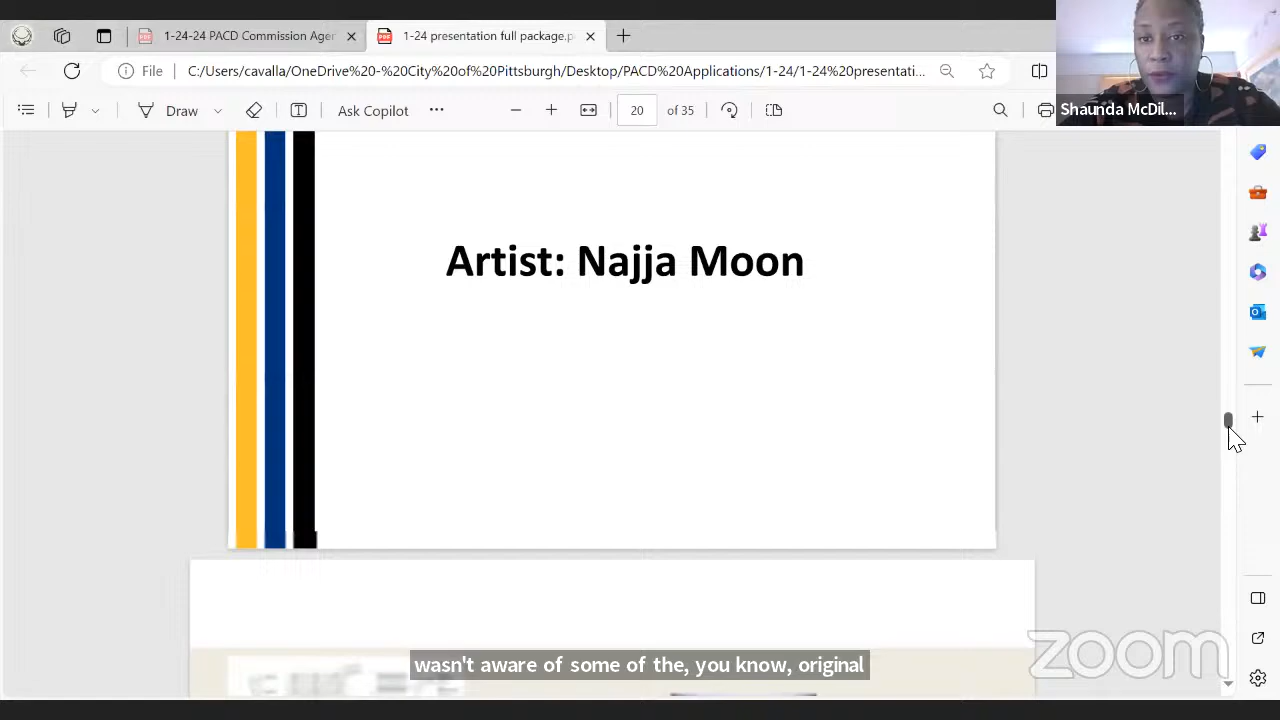 1-24-24 PACD Commission Ager
1-24 presentation full package.p
File
C:/Users/cavalla/OneDrive%20-%20City%20of%20Pittsburgh/Desktop/PACD%20Applications/1-24/1-24%20presentati...
Draw
Ask Copilot
20
of 35
Shaunda McDil...
Artist: Najja Moon
wasn't aware of some of the, you know, original
zoom